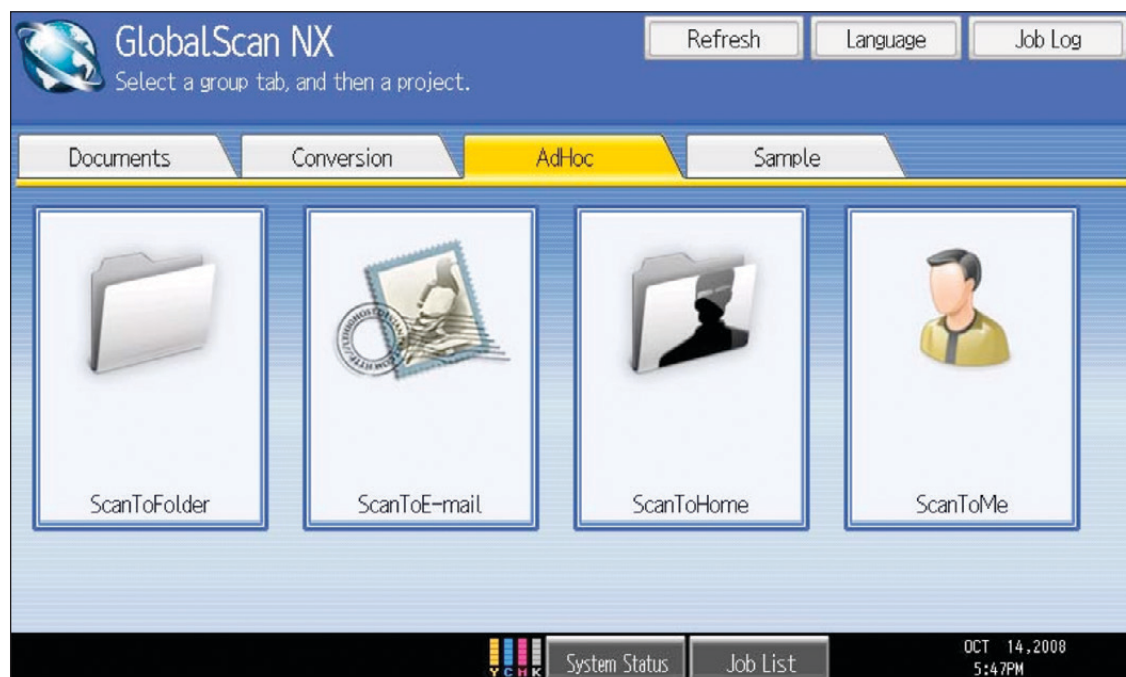 GlobalScan NX
Select a group tab, and then a project.
Refresh
Language
Job Log
Documents
Conversion
AdHoc
Sample
ScanToFolder
ScanToE-mail
ScanToHome
ScanToMe
Y C M K
System Status
Job List
OCT 14,2008
5:47PM